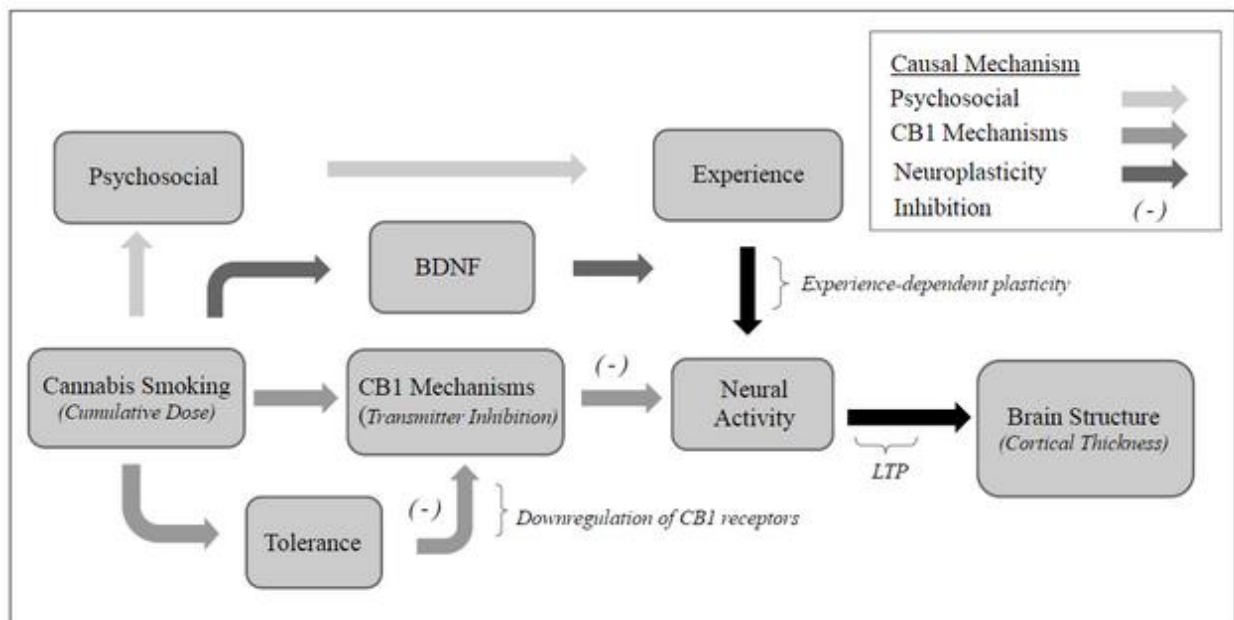 Causal Mechanism
Psychosocial
CB1 Mechanisms
Neuroplasticity
Inhibition (-)
Psychosocial
Experience
BDNF
Experience-dependent plasticity
Cannabis Smoking
(Cumulative Dose)
CB1 Mechanisms
(Transmitter Inhibition)
(-)
Neural
Activity
Brain Structure
(Cortical Thickness)
LTP
(-)
Downregulation of CB1 receptors
Tolerance